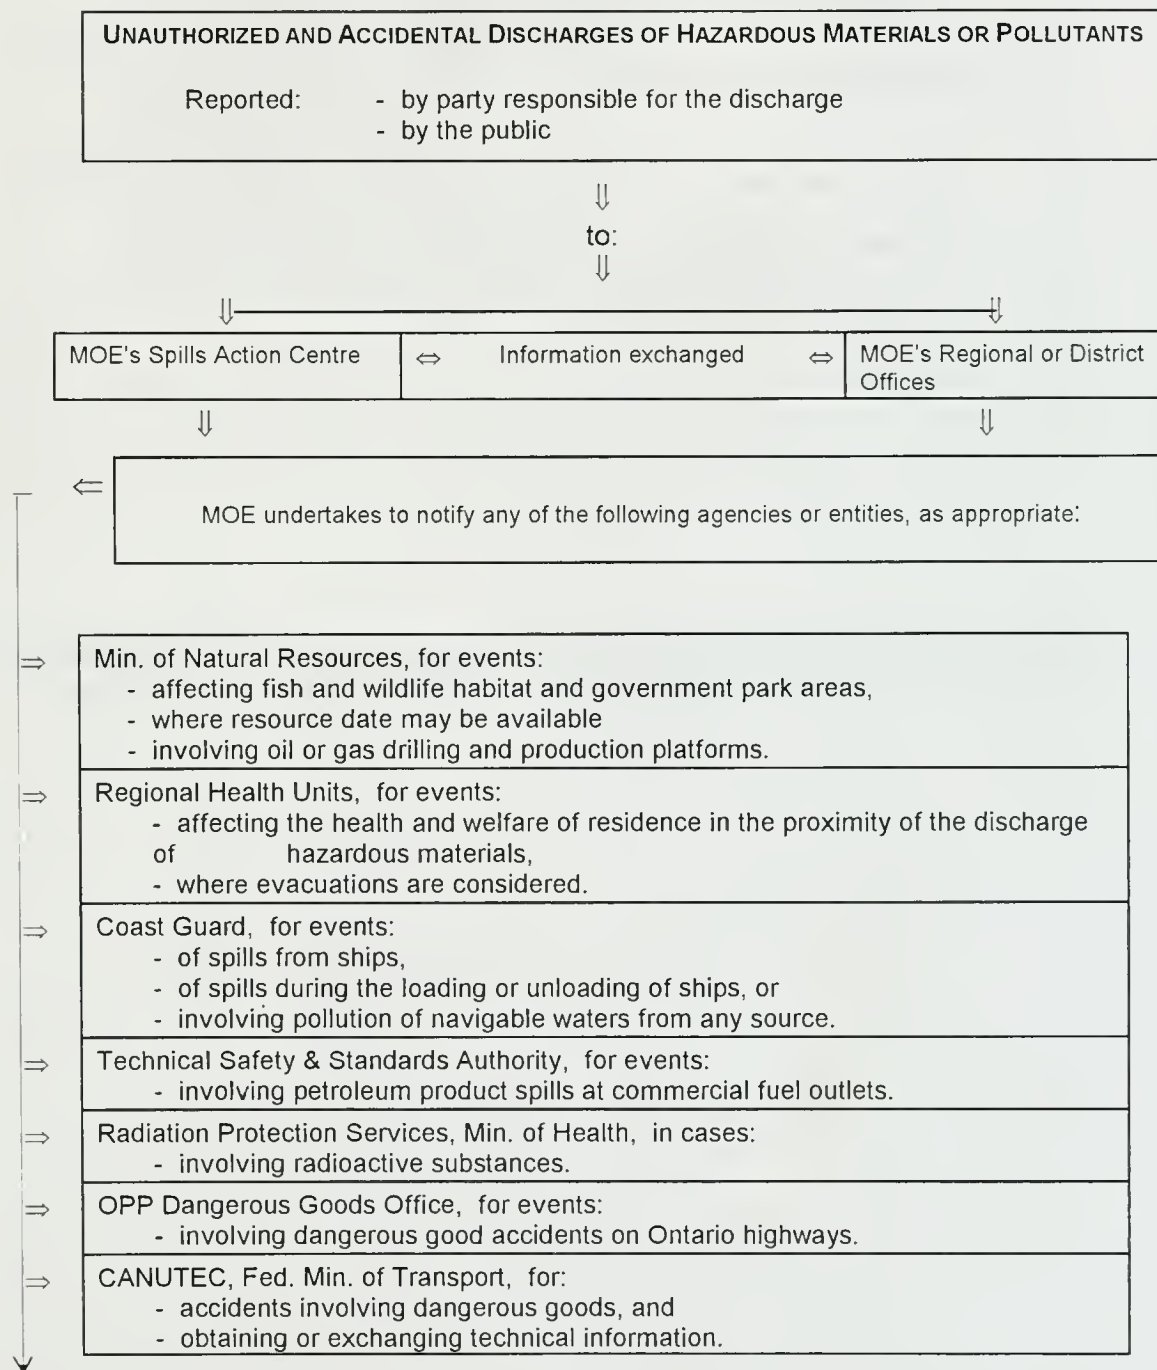 UNAUTHORIZED AND ACCIDENTAL DISCHARGES OF HAZARDOUS MATERIALS OR POLLUTANTS
Reported: - by party responsible for the discharge
- by the public
⇓
to:
⇓
⇓ ⇓
MOE's Spills Action Centre ⇔ Information exchanged ⇔ MOE's Regional or District
Offices
⇓ ⇓
⇐
MOE undertakes to notify any of the following agencies or entities, as appropriate:
⇒ Min. of Natural Resources, for events:
- affecting fish and wildlife habitat and government park areas,
- where resource date may be available
- involving oil or gas drilling and production platforms.
⇒ Regional Health Units, for events:
- affecting the health and welfare of residence in the proximity of the discharge
of hazardous materials,
- where evacuations are considered.
⇒ Coast Guard, for events:
- of spills from ships,
- of spills during the loading or unloading of ships, or
- involving pollution of navigable waters from any source.
⇒ Technical Safety & Standards Authority, for events:
- involving petroleum product spills at commercial fuel outlets.
⇒ Radiation Protection Services, Min. of Health, in cases:
- involving radioactive substances.
⇒ OPP Dangerous Goods Office, for events:
- involving dangerous good accidents on Ontario highways.
⇒ CANUTEC, Fed. Min. of Transport, for:
- accidents involving dangerous goods, and
- obtaining or exchanging technical information.